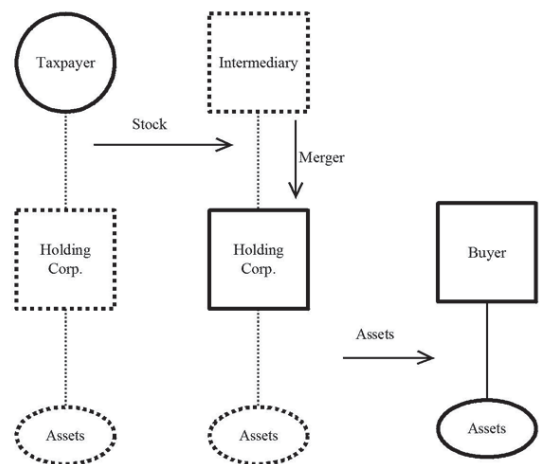 Taxpayer
Intermediary
Stock
Merger
Holding
Corp.
Holding
Corp.
Buyer
Assets
Assets
Assets
Assets